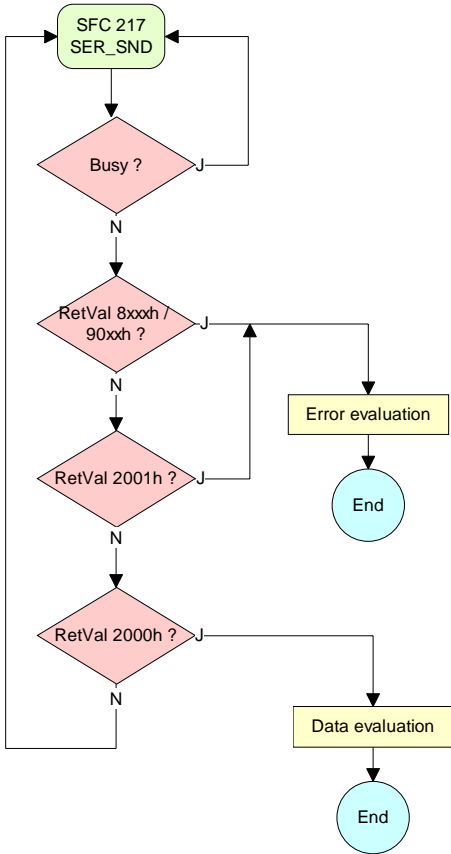 SFC 217
SER_SND
Busy ?
J
N
RetVal 8xxxh /
90xxh ?
J
N
Error evaluation
RetVal 2001h ?
J
End
N
RetVal 2000h ?
J
N
Data evaluation
End